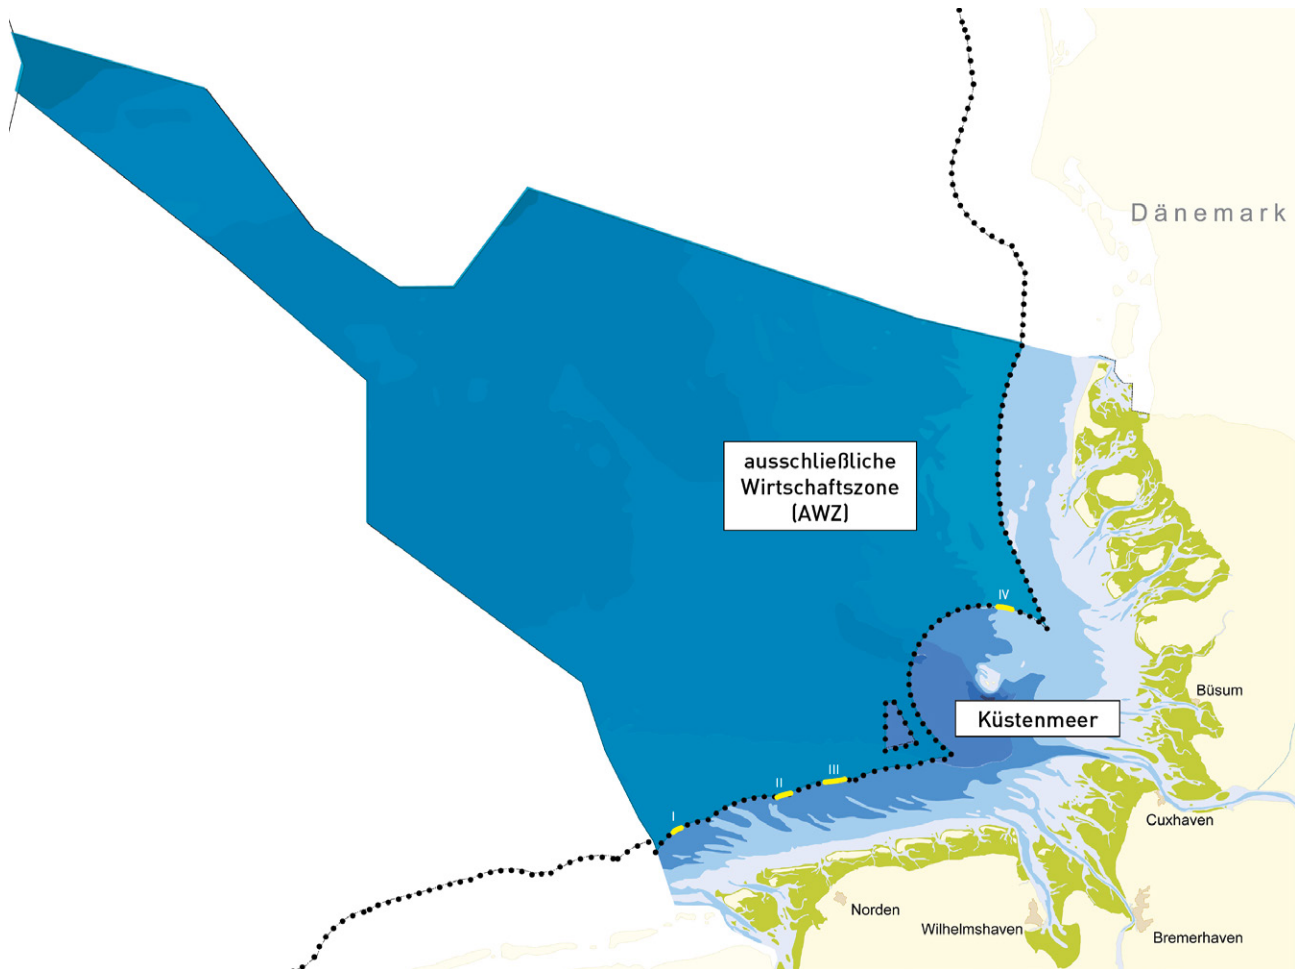 Dänemark
ausschließliche
Wirtschaftszone
(AWZ)
IV
Büsum
Küstenmeer
III
II
I
Cuxhaven
Norden
Wilhelmshaven
Bremerhaven